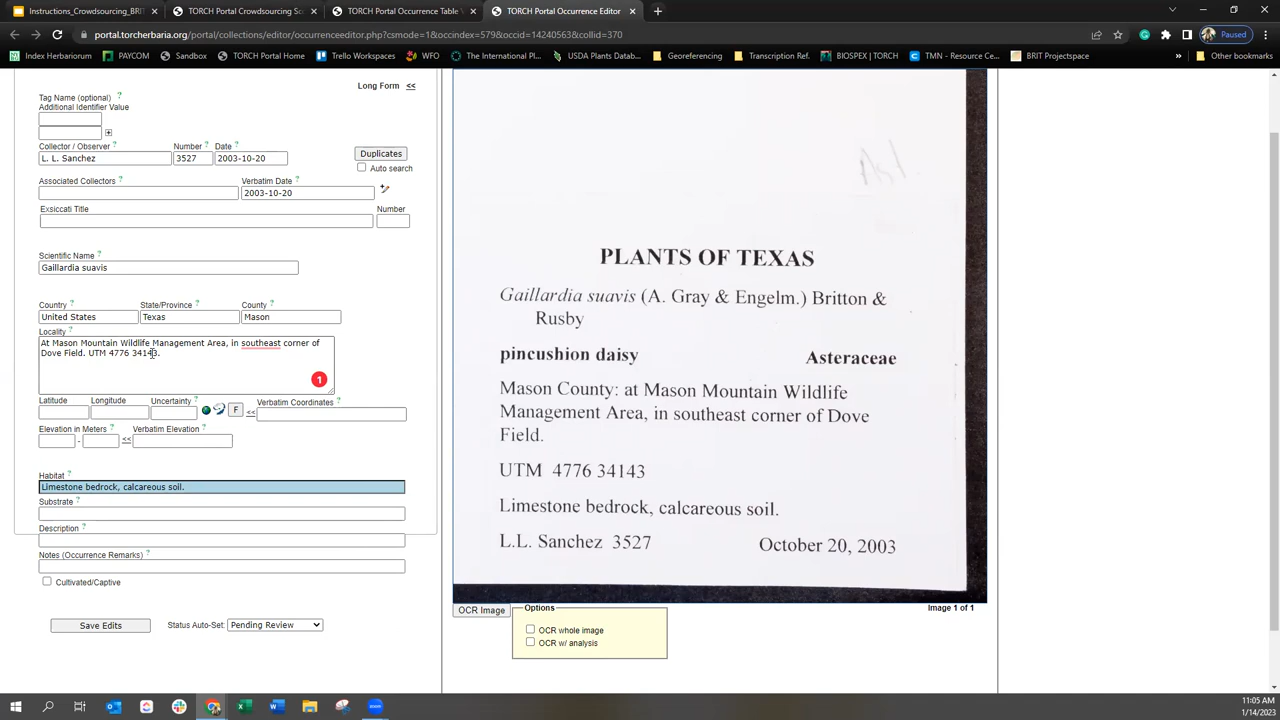 Instructions_Crowdsourcing_BRI
TORCH Portal Crowdsourcing Sc
TORCH Portal Occurrence Table
TORCH Portal Occurrence Editor
portal.torcherbaria.org/portal/collections/editor/occurrenceeditor.php?csmode=1&occindex=579&occid=14240563&collid=370
Paused
Index Herbariorum
PAYCOM
Sandbox
TORCH Portal Home
Trello Workspaces
WFO
The International Pl...
USDA Plants Datab...
Georeferencing
Transcription Ref.
BIOSPEX | TORCH
TMN - Resource Ce...
BRIT Projectspace
Other bookmarks
Long Form <<
Tag Name (optional) ?
Additional Identifier Value
Collector / Observer ? Number ? Date ?
L. L. Sanchez 3527 2003-10-20
Duplicates
Auto search
Associated Collectors ? Verbatim Date ?
2003-10-20
Exsiccati Title Number
Scientific Name ?
Gaillardia suavis
Country ? State/Province ? County ?
United States Texas Mason
Locality ?
At Mason Mountain Wildlife Management Area, in southeast corner of
Dove Field. UTM 4776 34143.
1
Latitude Longitude Uncertainty ? F << Verbatim Coordinates ?
Elevation in Meters ? - << Verbatim Elevation ?
Habitat ?
Limestone bedrock, calcareous soil.
Substrate ?
Description ?
Notes (Occurrence Remarks) ?
Cultivated/Captive
Save Edits
Status Auto-Set: Pending Review
PLANTS OF TEXAS
Gaillardia suavis (A. Gray & Engelm.) Britton &
Rusby
pincushion daisy Asteraceae
Mason County: at Mason Mountain Wildlife
Management Area, in southeast corner of Dove
Field.
UTM 4776 34143
Limestone bedrock, calcareous soil.
L.L. Sanchez 3527 October 20, 2003
OCR Image
Options
OCR whole image
OCR w/ analysis
Image 1 of 1
11:05 AM
1/14/2023